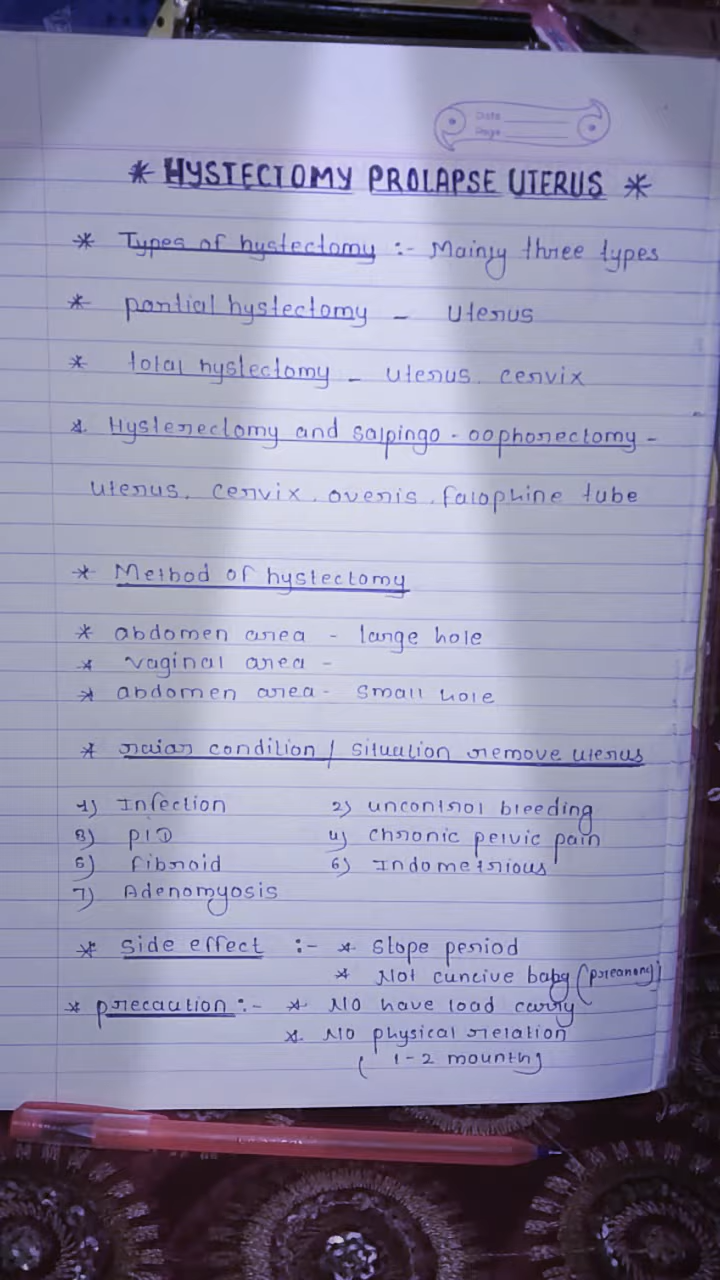 Date
Page
* HYSTECTOMY PROLAPSE UTERUS *
* Types of hystectomy :- Mainly three types
* partial hystectomy - uterus
* total hystectomy - uterus. cervix
* Hysterectomy and salpingo - oophorectomy -
uterus. cervix. overis. falophine tube
* Method of hystectomy
* abdomen area - large hole
* vaginal area -
* abdomen area - small hole
* condition / situation remove uterus
1) Infection 2) uncontrol bleeding
3) PID 4) chronic pelvic pain
5) fibroid 6) Indometrious
7) Adenomyosis
* side effect :- * slope period
* Not cuncive baby
* precaution :- * No have load carry
* No physical relation
( 1-2 mounth)